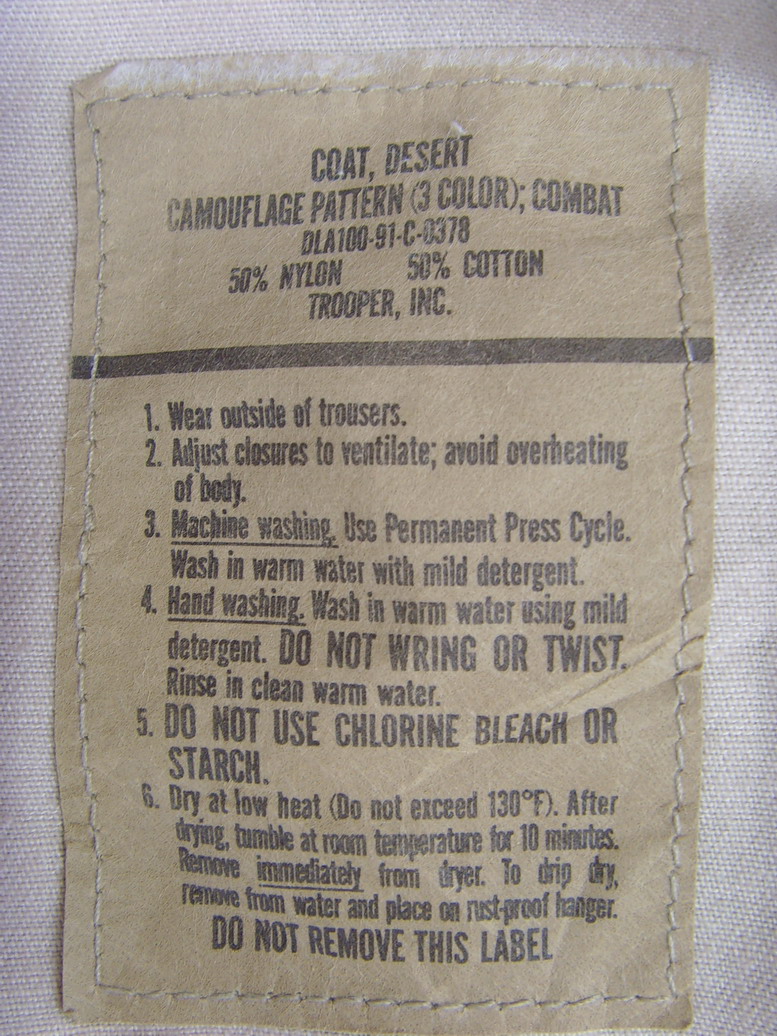 COAT, DESERT
CAMOUFLAGE PATTERN (3 COLOR); COMBAT
DLA100-91-C-0378
50% NYLON 50% COTTON
TROOPER, INC.
1. Wear outside of trousers.
2. Adjust closures to ventilate; avoid overheating
of body.
3. Machine washing. Use Permanent Press Cycle.
Wash in warm water with mild detergent.
4. Hand washing. Wash in warm water using mild
detergent. DO NOT WRING OR TWIST.
Rinse in clean warm water.
5. DO NOT USE CHLORINE BLEACH OR
STARCH.
6. Dry at low heat (Do not exceed 130°F). After
drying, tumble at room temperature for 10 minutes.
Remove immediately from dryer. To drip dry,
remove from water and place on rust-proof hanger.
DO NOT REMOVE THIS LABEL